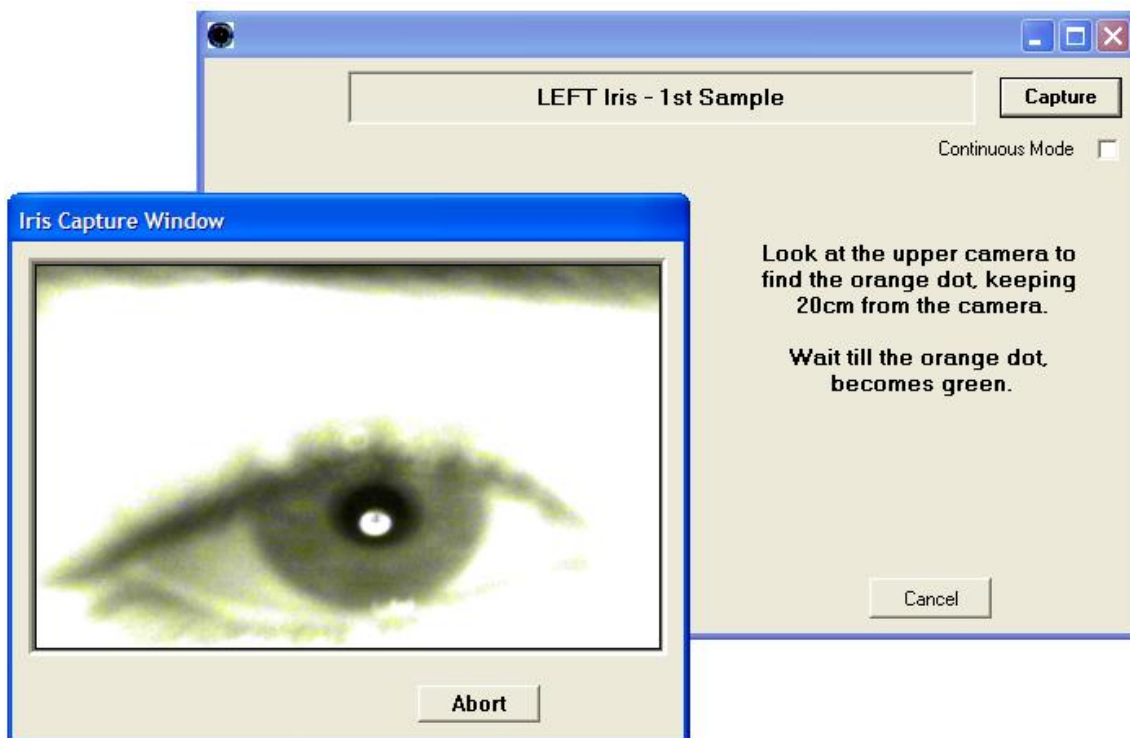 LEFT Iris - 1st Sample
Capture
Continuous Mode
Iris Capture Window
Look at the upper camera to
find the orange dot, keeping
20cm from the camera.
Wait till the orange dot,
becomes green.
Cancel
Abort